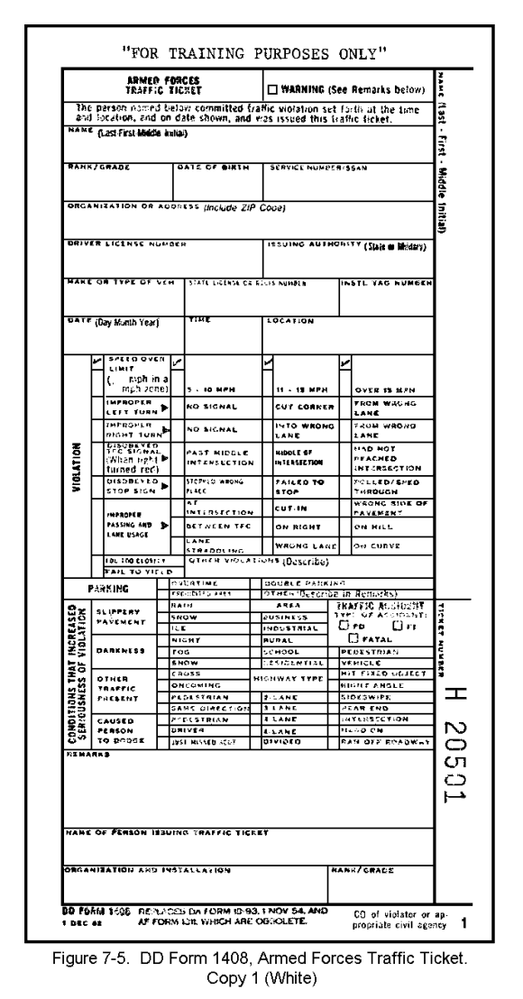 "FOR TRAINING PURPOSES ONLY"
ARMED FORCES
TRAFFIC TICKET
WARNING (See Remarks below)
The person named below committed traffic violation set forth at the time
and location, and on date shown, and was issued this traffic ticket.
NAME (Last-First-Middle Initial)
RANK/GRADE DATE OF BIRTH SERVICE NUMBER/SSAN
ORGANIZATION OR ADDRESS (Include ZIP Code)
DRIVER LICENSE NUMBER ISSUING AUTHORITY (State or Military)
MAKE OR TYPE OF VEH STATE LICENSE OR REGIS NUMBER INSTL TAG NUMBER
DATE (Day Month Year) TIME LOCATION
VIOLATION
SPEED OVER
LIMIT
( mph in a
mph zone) 5 - 10 MPH 11 - 15 MPH OVER 15 MPH
IMPROPER
LEFT TURN NO SIGNAL CUT CORNER FROM WRONG
LANE
IMPROPER
RIGHT TURN NO SIGNAL INTO WRONG
LANE FROM WRONG
LANE
DISOBEYED
TFC SIGNAL
(When light
turned red) PAST MIDDLE
INTERSECTION MIDDLE OF
INTERSECTION HAD NOT
REACHED
INTERSECTION
DISOBEYED
STOP SIGN STOPPED WRONG
PLACE FAILED TO
STOP THROUGH
IMPROPER
PASSING AND
LANE USAGE AT
INTERSECTION CUT-IN WRONG SIDE OF
PAVEMENT
BETWEEN TFC ON RIGHT ON HILL
LANE
STRADDLING WRONG LANE ON CURVE
FOL TOO CLOSELY OTHER VIOLATIONS (Describe)
FAIL TO YIELD
PARKING OVERTIME DOUBLE PARKING
PROHIBITED AREA OTHER (Describe in Remarks)
CONDITIONS THAT INCREASED
SERIOUSNESS OF VIOLATION
SLIPPERY
PAVEMENT RAIN
SNOW
ICE
DARKNESS NIGHT
FOG
SNOW
OTHER
TRAFFIC
PRESENT CROSS
ONCOMING
PEDESTRIAN
SAME DIRECTION
CAUSED
PERSON
TO DODGE PEDESTRIAN
DRIVER
JUST MISSED ACDT
AREA
BUSINESS
INDUSTRIAL
RURAL
SCHOOL
RESIDENTIAL
HIGHWAY TYPE
2-LANE
3-LANE
4-LANE
DIVIDED
TRAFFIC ACCIDENT
TYPE OF ACCIDENT:
PD PI
FATAL
PEDESTRIAN
VEHICLE
HIT FIXED OBJECT
RIGHT ANGLE
SIDESWIPE
REAR END
INTERSECTION
HEAD ON
RAN OFF ROADWAY
REMARKS
NAME OF PERSON ISSUING TRAFFIC TICKET
ORGANIZATION AND INSTALLATION RANK/GRADE
DD FORM 1408 REPLACES DA FORM 19-93, 1 NOV 54, AND
1 DEC AF FORM WHICH ARE OBSOLETE.
CO of violator or ap-
propriate civil agency 1
NAME (Last - First - Middle Initial)
TICKET NUMBER
H 20501
Figure 7-5. DD Form 1408, Armed Forces Traffic Ticket.
Copy 1 (White)